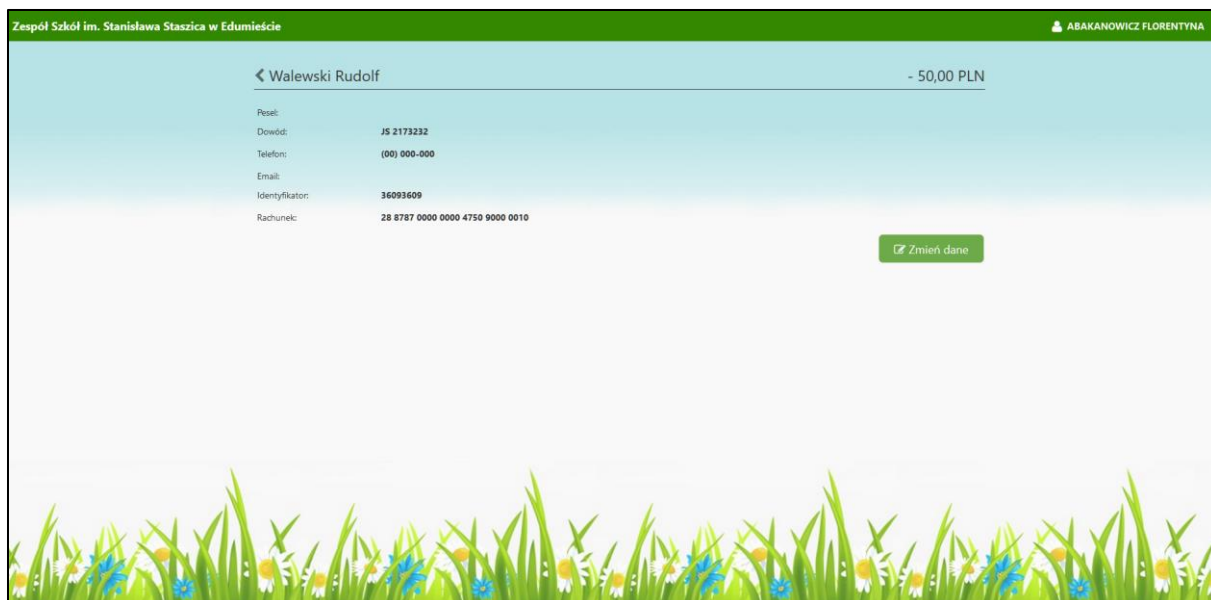 Zespół Szkół im. Stanisława Staszica w Edumieście ABAKANOWICZ FLORENTYNA
Walewski Rudolf - 50,00 PLN
Pesel:
Dowód: JS 2173232
Telefon: (00) 000-000
Email:
Identyfikator: 36093609
Rachunek: 28 8787 0000 0000 4750 9000 0010
Zmień dane